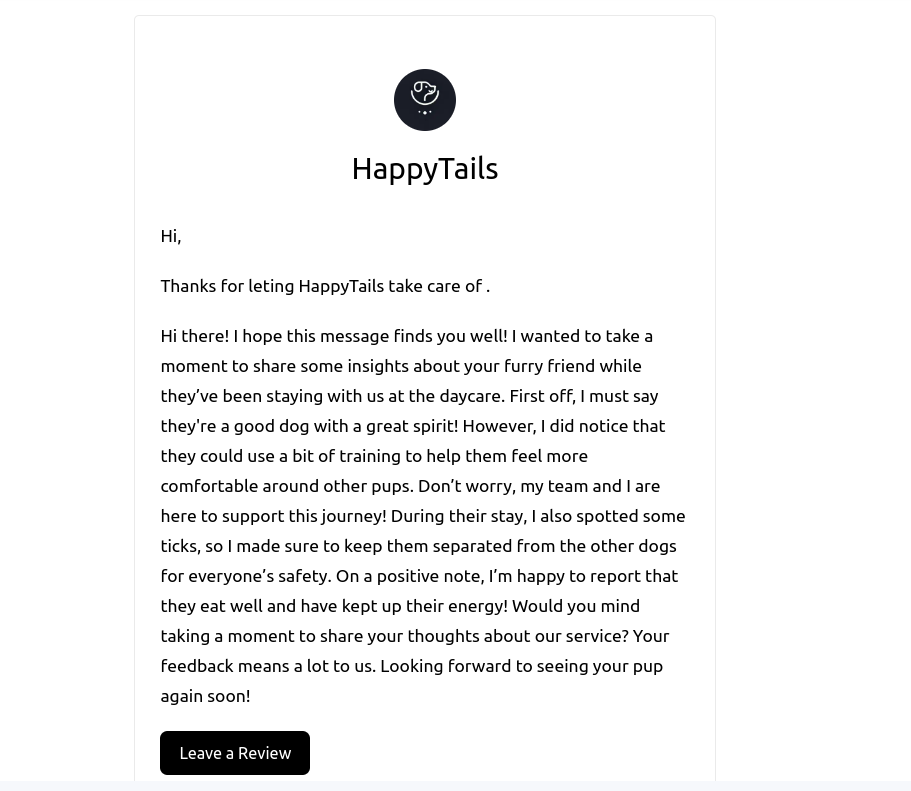 HappyTails
Hi,
Thanks for leting HappyTails take care of .
Hi there! I hope this message finds you well! I wanted to take a
moment to share some insights about your furry friend while
they’ve been staying with us at the daycare. First off, I must say
they're a good dog with a great spirit! However, I did notice that
they could use a bit of training to help them feel more
comfortable around other pups. Don’t worry, my team and I are
here to support this journey! During their stay, I also spotted some
ticks, so I made sure to keep them separated from the other dogs
for everyone’s safety. On a positive note, I’m happy to report that
they eat well and have kept up their energy! Would you mind
taking a moment to share your thoughts about our service? Your
feedback means a lot to us. Looking forward to seeing your pup
again soon!
Leave a Review